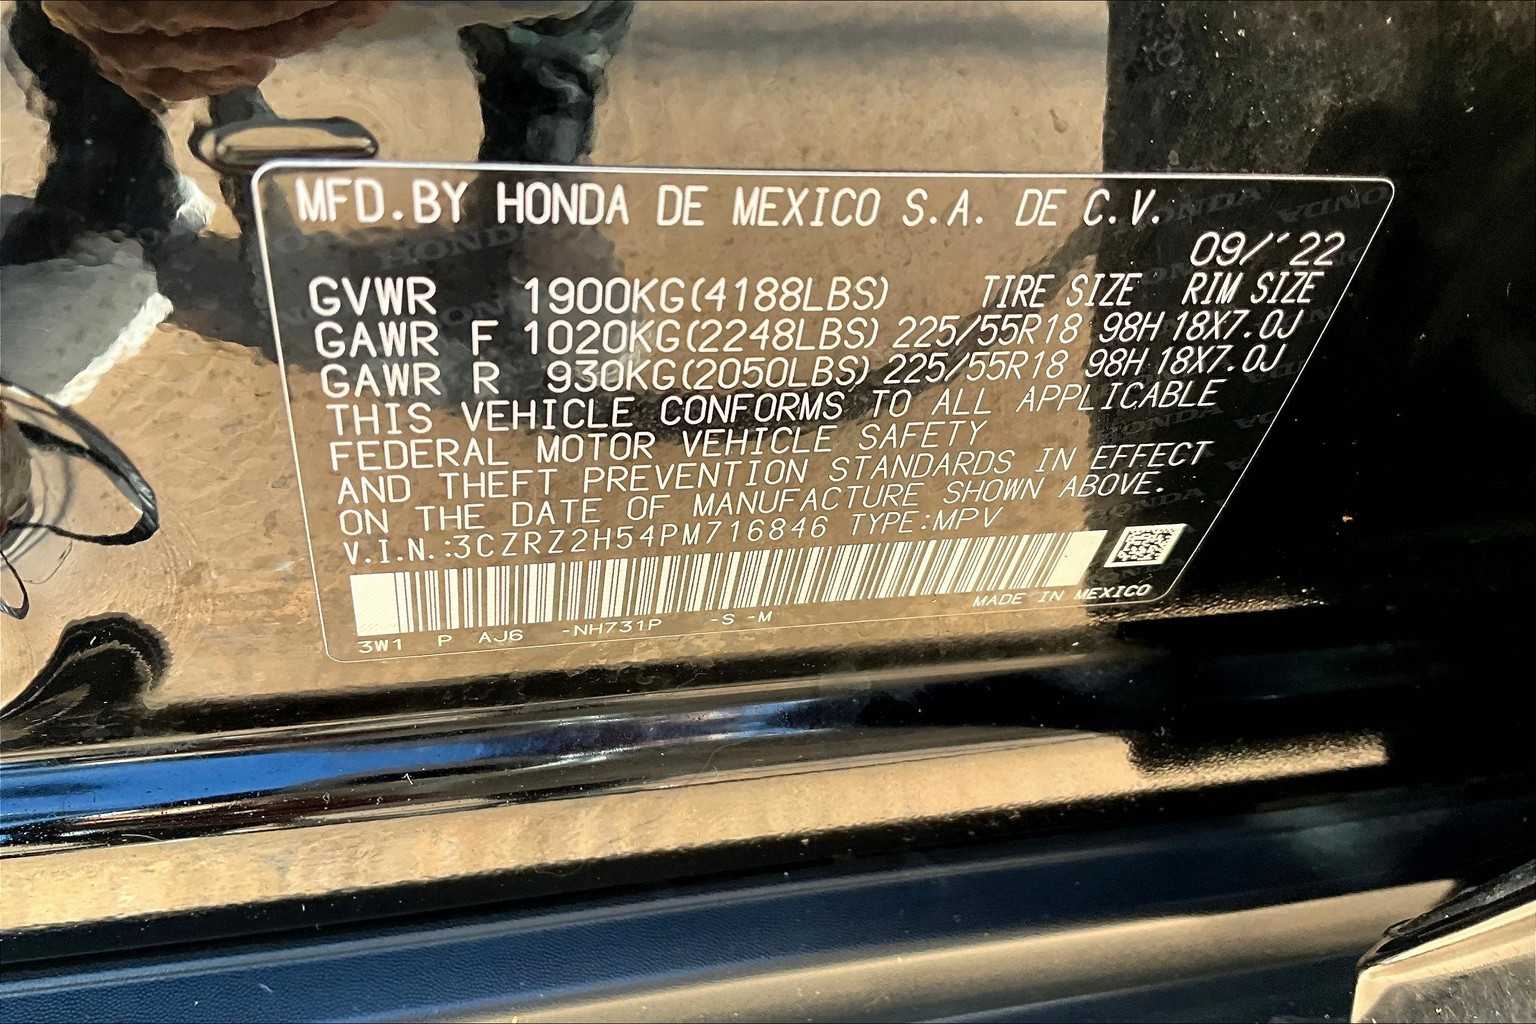 MFD.BY HONDA DE MEXICO S.A. DE C.V.
09/'22
GVWR 1900KG(4188LBS) TIRE SIZE RIM SIZE
GAWR F 1020KG(2248LBS) 225/55R18 98H 18X7.0J
GAWR R 930KG(2050LBS) 225/55R18 98H 18X7.0J
THIS VEHICLE CONFORMS TO ALL APPLICABLE
FEDERAL MOTOR VEHICLE SAFETY
AND THEFT PREVENTION STANDARDS IN EFFECT
ON THE DATE OF MANUFACTURE SHOWN ABOVE.
V.I.N.:3CZRZ2H54PM716846 TYPE:MPV
MADE IN MEXICO
3W1 P AJ6 -NH731P -S -M